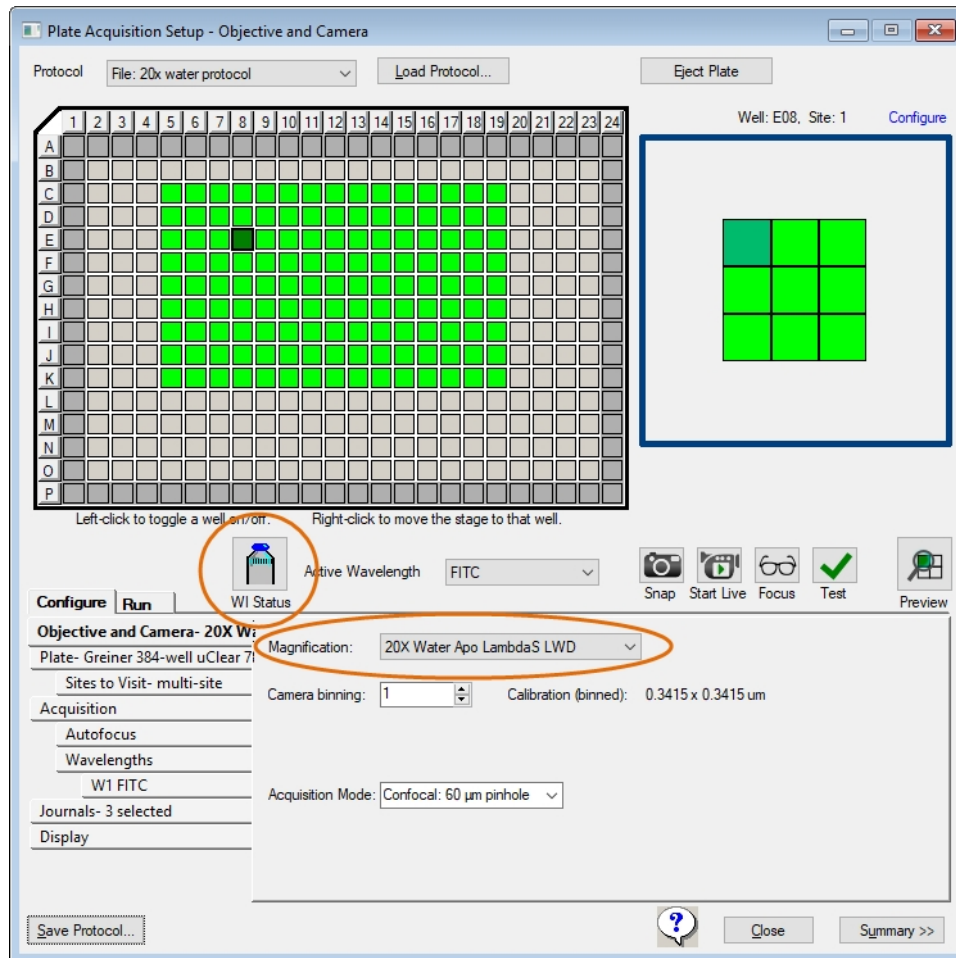 Plate Acquisition Setup - Objective and Camera
Protocol File: 20x water protocol Load Protocol... Eject Plate
Well: E08, Site: 1 Configure
1 2 3 4 5 6 7 8 9 10 11 12 13 14 15 16 17 18 19 20 21 22 23 24
A
B
C
D
E
F
G
H
I
J
K
L
M
N
O
P
Left-click to toggle a well on/off. Right-click to move the stage to that well.
WI Status
Active Wavelength FITC
Snap Start Live Focus Test Preview
Configure Run
Objective and Camera- 20X Wa
Plate- Greiner 384-well uClear 7
Sites to Visit- multi-site
Acquisition
Autofocus
Wavelengths
W1 FITC
Journals- 3 selected
Display
Magnification: 20X Water Apo LambdaS LWD
Camera binning: 1 Calibration (binned): 0.3415 x 0.3415 um
Acquisition Mode: Confocal: 60 µm pinhole
Save Protocol... ? Close Summary >>